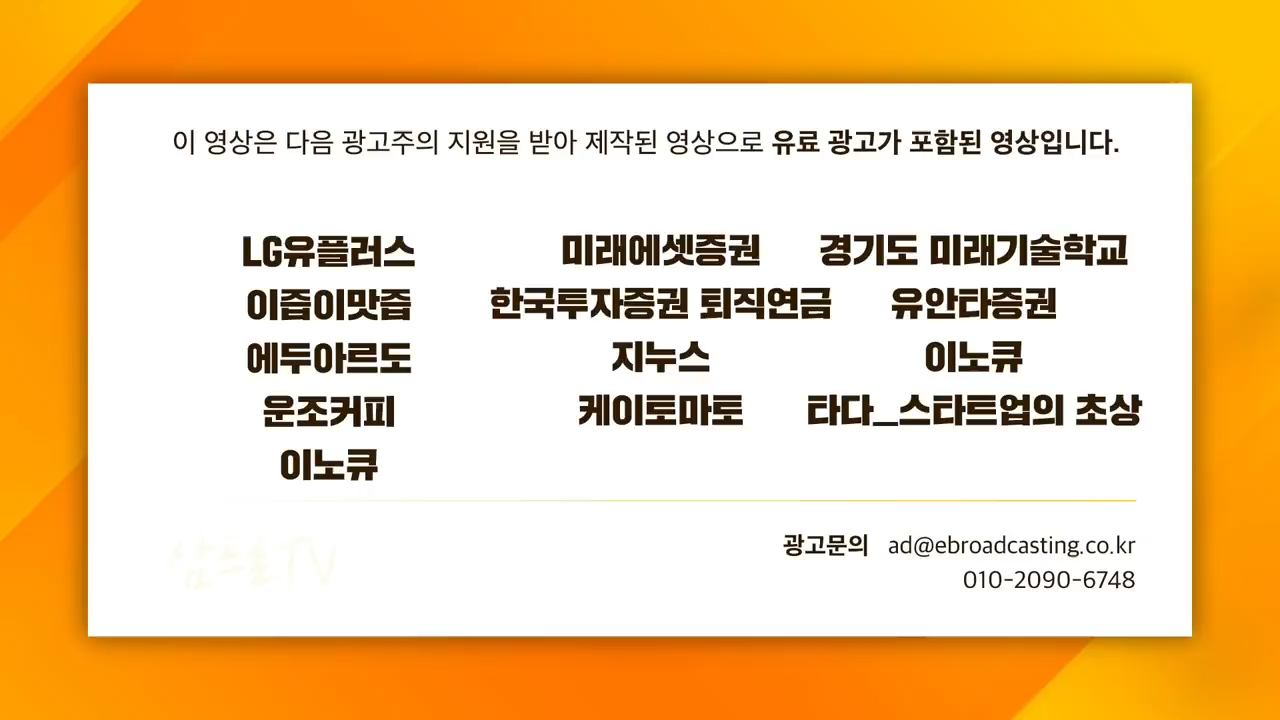 이 영상은 다음 광고주의 지원을 받아 제작된 영상으로 유료 광고가 포함된 영상입니다.
LG유플러스 미래에셋증권 경기도 미래기술학교
이즙이맛즙 한국투자증권 퇴직연금 유안타증권
에두아르도 지누스 이노큐
운조커피 케이토마토 타다_스타트업의 초상
이노큐
삼프로TV
광고문의 ad@ebroadcasting.co.kr
010-2090-6748